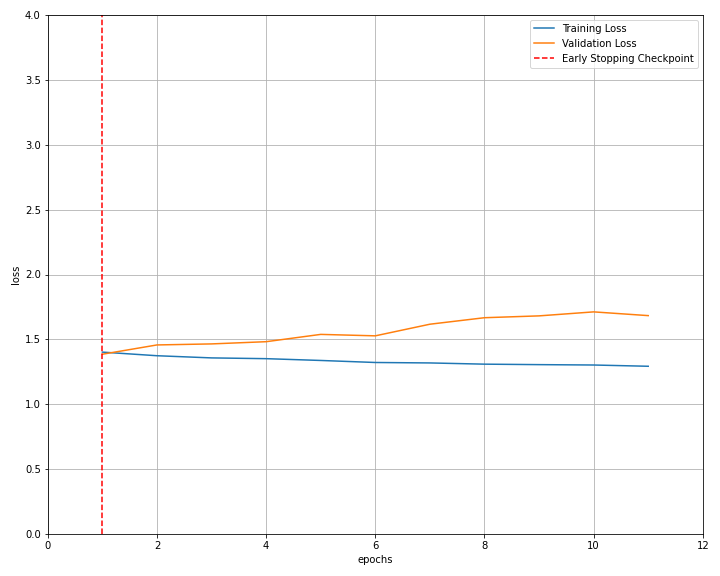 4.0
3.5
3.0
2.5
2.0
1.5
1.0
0.5
0.0
loss
Training Loss
Validation Loss
Early Stopping Checkpoint
0 2 4 6 8 10 12
epochs